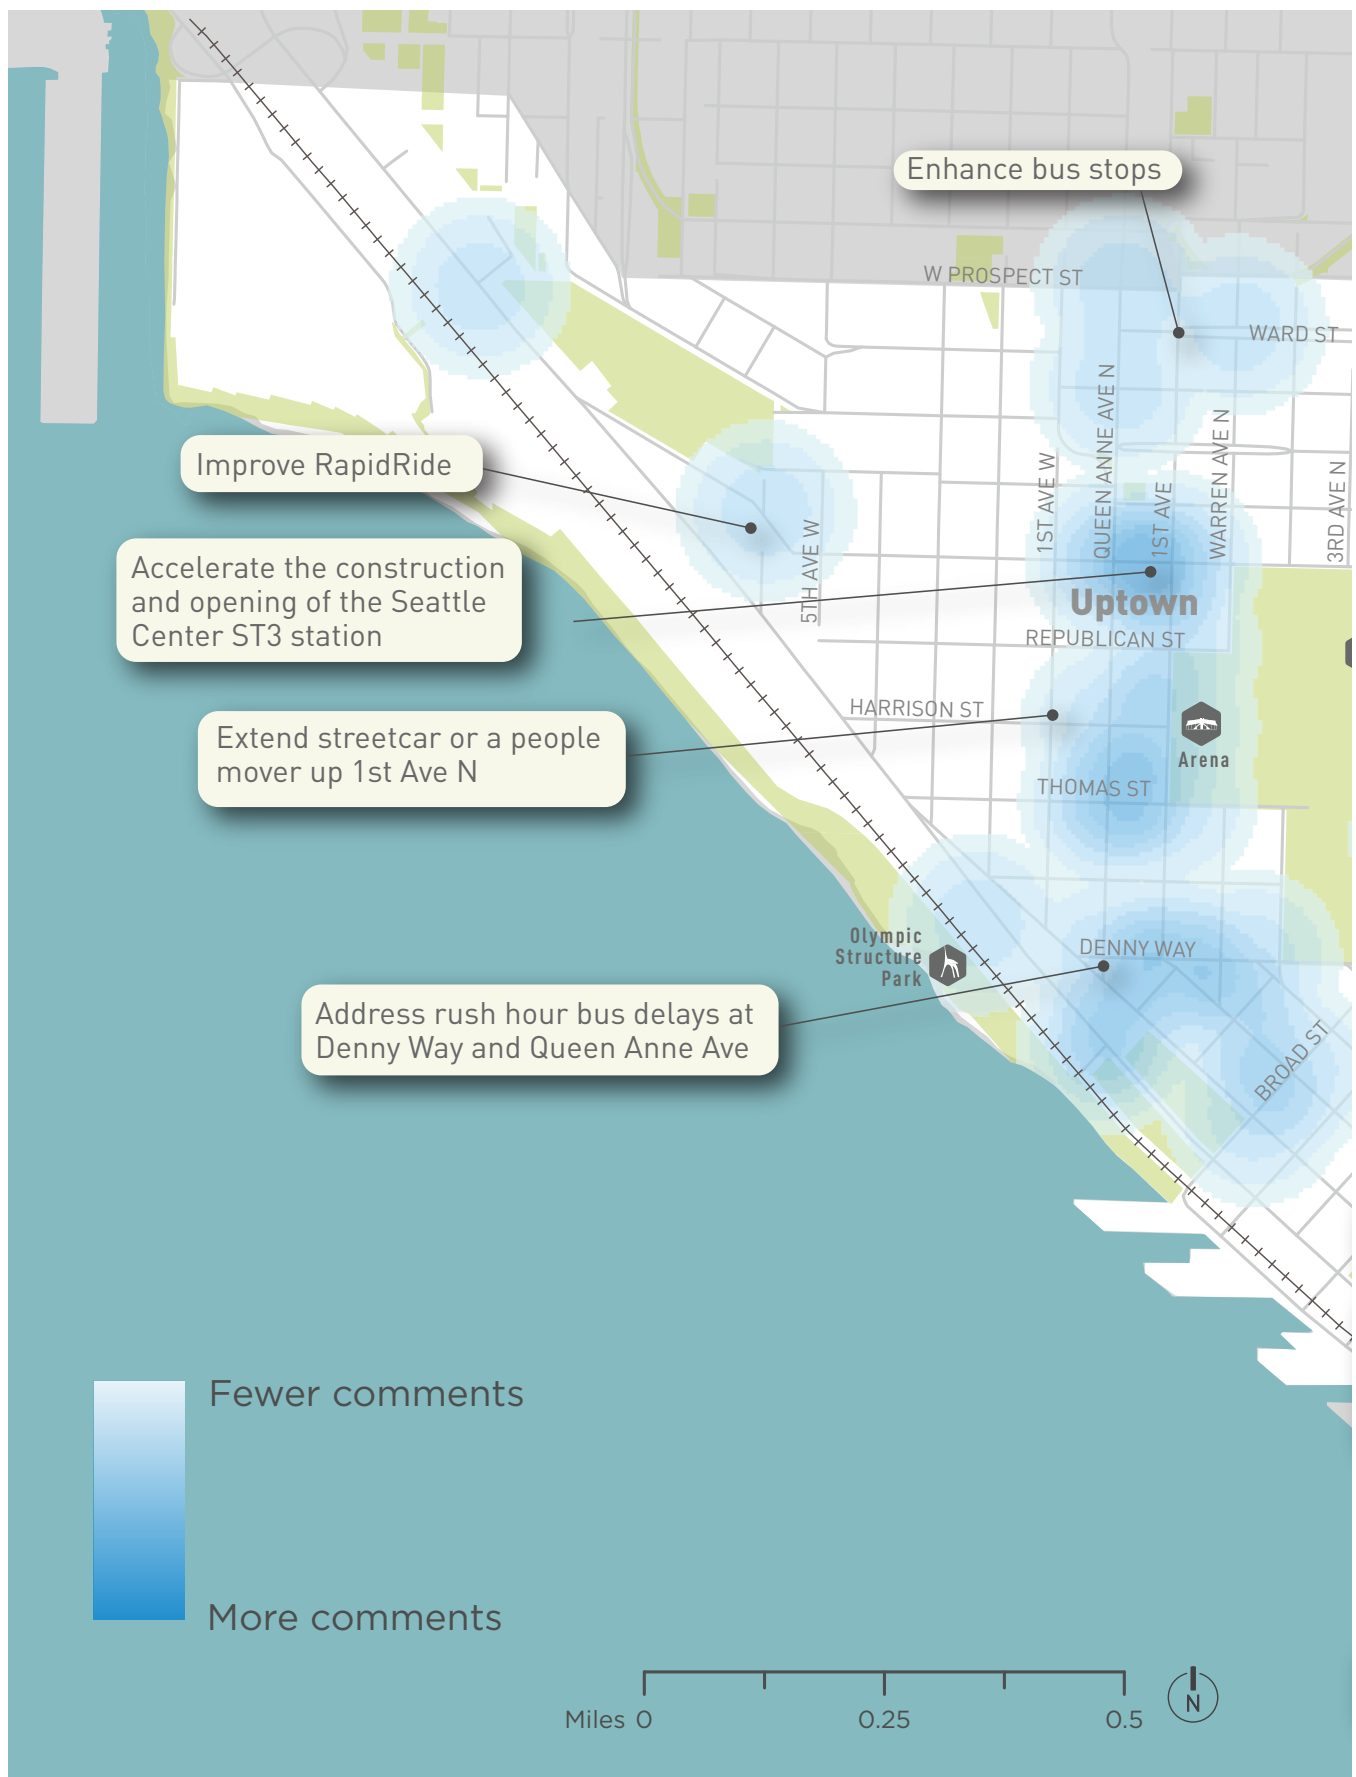 Enhance bus stops
W PROSPECT ST
WARD ST
QUEEN ANNE AVE N
WARREN AVE N
1ST AVE W
1ST AVE
3RD AVE N
Improve RapidRide
5TH AVE W
Accelerate the construction
and opening of the Seattle
Center ST3 station
Uptown
REPUBLICAN ST
HARRISON ST
Arena
Extend streetcar or a people
mover up 1st Ave N
THOMAS ST
Olympic
Structure
Park
DENNY WAY
Address rush hour bus delays at
Denny Way and Queen Anne Ave
BROAD ST
Fewer comments
More comments
Miles 0
0.25
0.5
N